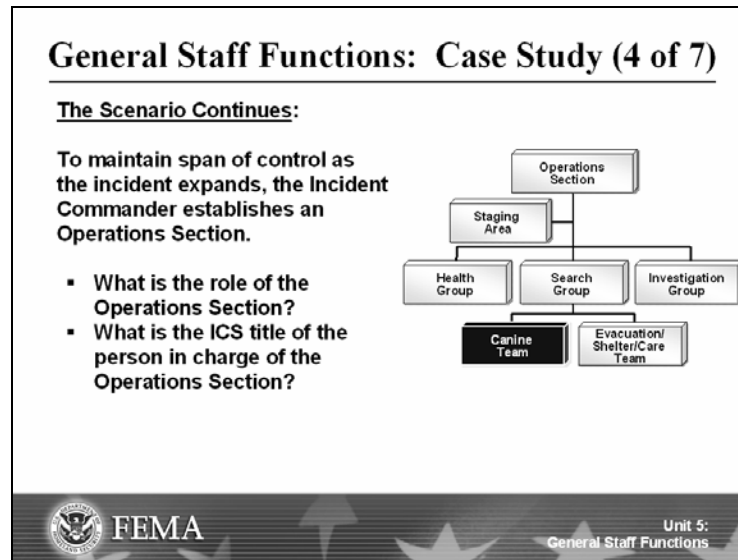 General Staff Functions:  Case Study (4 of 7)
The Scenario Continues:
To maintain span of control as
the incident expands, the Incident
Commander establishes an
Operations Section.
▪ What is the role of the
Operations Section?
▪ What is the ICS title of the
person in charge of the
Operations Section?
Operations
Section
Staging
Area
Health
Group
Search
Group
Investigation
Group
Canine
Team
Evacuation/
Shelter/Care
Team
FEMA
Unit 5:
General Staff Functions